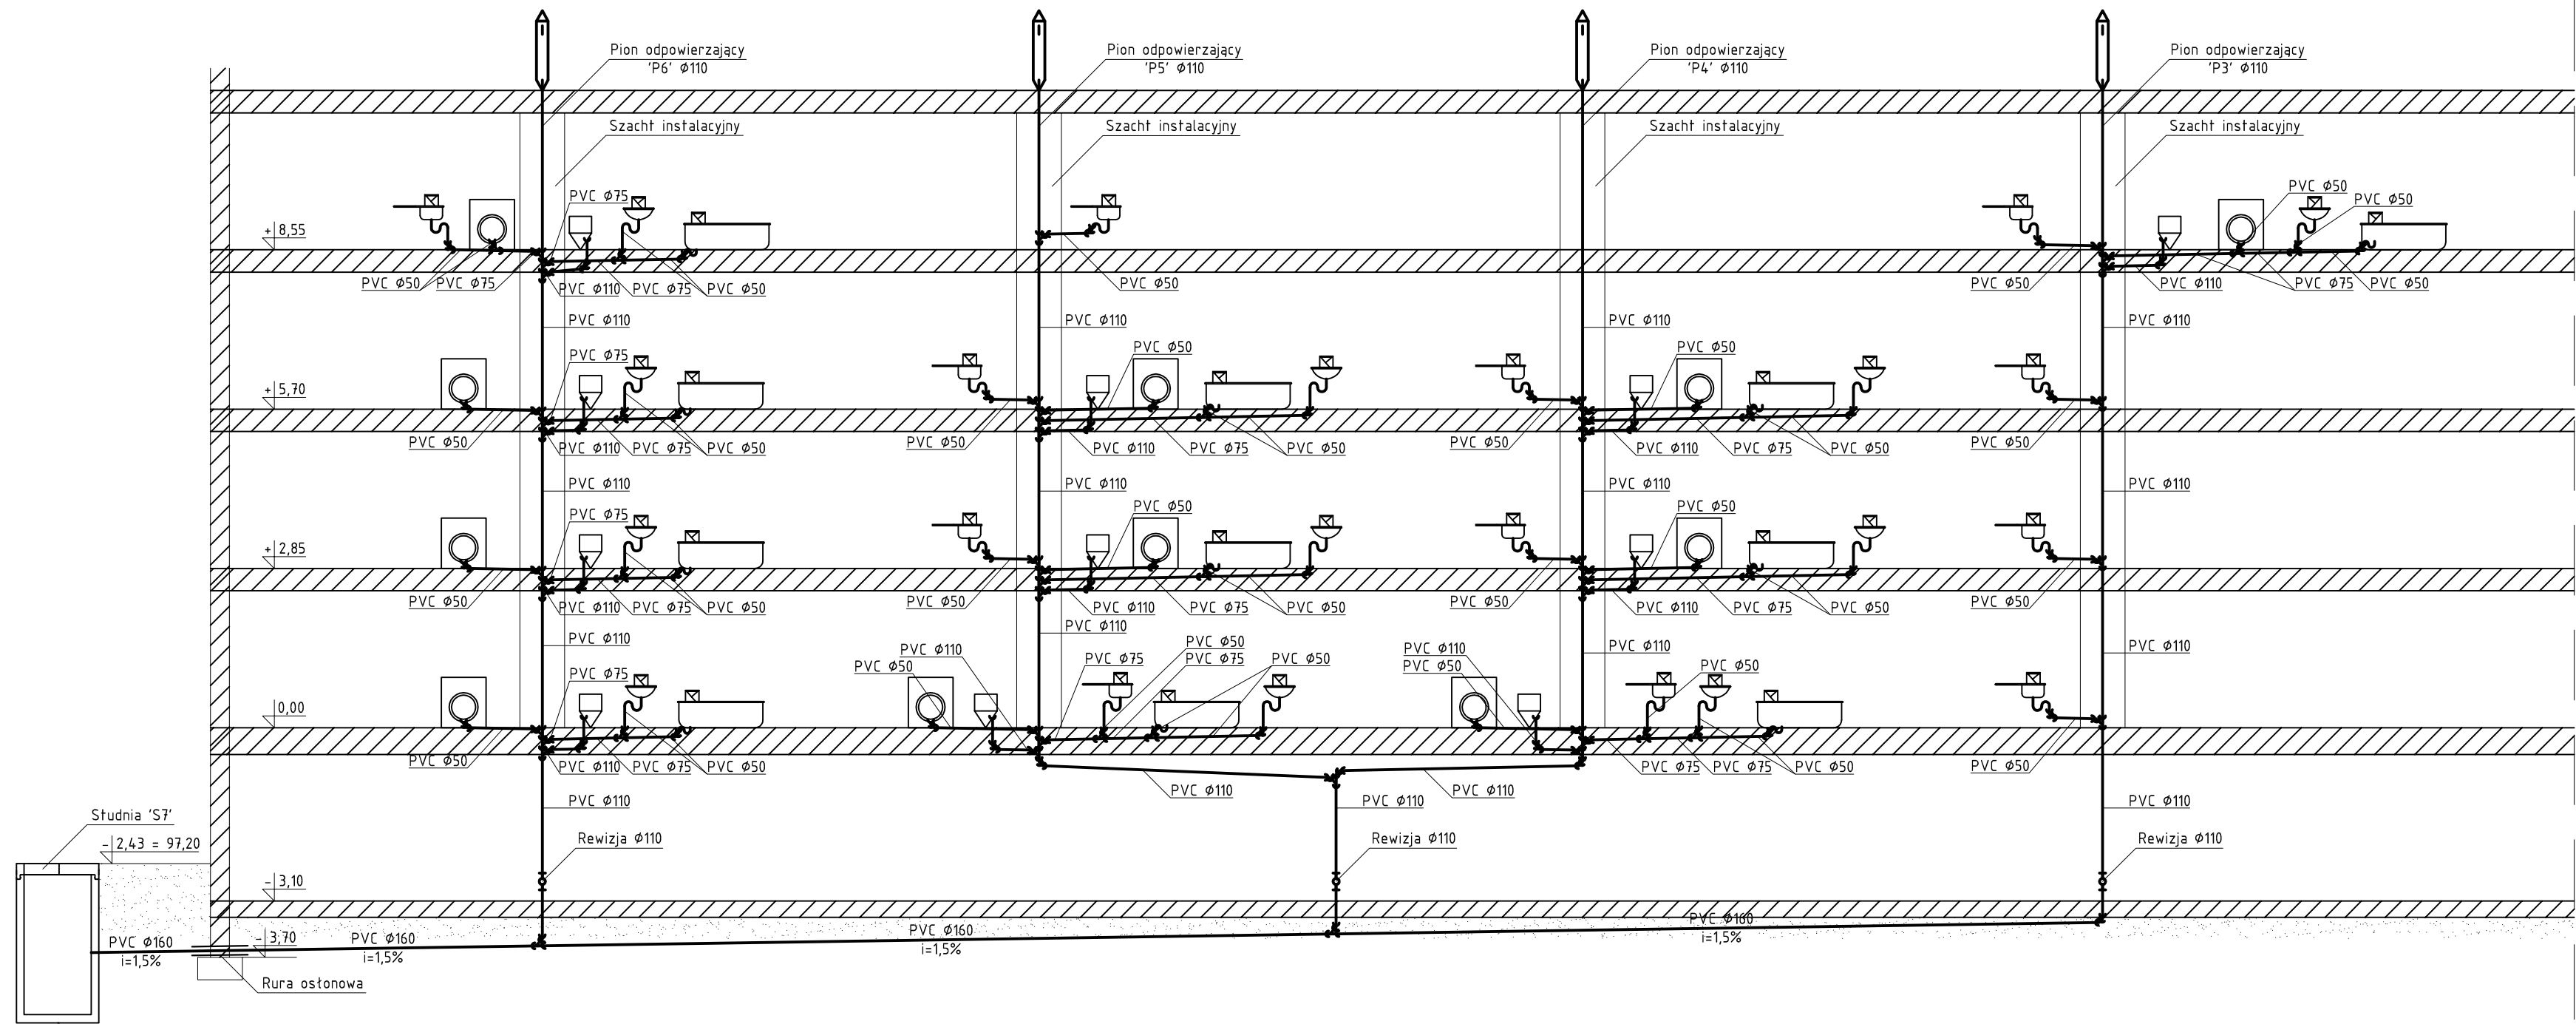 Pion odpowierzający
'P6' Ø110
Pion odpowierzający
'P5' Ø110
Pion odpowierzający
'P4' Ø110
Pion odpowierzający
'P3' Ø110
Szacht instalacyjny
Szacht instalacyjny
Szacht instalacyjny
Szacht instalacyjny
PVC Ø75
PVC Ø50
PVC Ø50
+ 8,55
PVC Ø50
PVC Ø75
PVC Ø110
PVC Ø75
PVC Ø50
PVC Ø50
PVC Ø50
PVC Ø110
PVC Ø75
PVC Ø50
PVC Ø110
PVC Ø110
PVC Ø110
PVC Ø110
PVC Ø75
PVC Ø50
PVC Ø50
+ 5,70
PVC Ø50
PVC Ø110
PVC Ø75
PVC Ø50
PVC Ø50
PVC Ø110
PVC Ø75
PVC Ø50
PVC Ø50
PVC Ø110
PVC Ø75
PVC Ø50
PVC Ø50
PVC Ø110
PVC Ø110
PVC Ø110
PVC Ø110
PVC Ø75
PVC Ø50
PVC Ø50
+ 2,85
PVC Ø50
PVC Ø110
PVC Ø75
PVC Ø50
PVC Ø50
PVC Ø110
PVC Ø75
PVC Ø50
PVC Ø50
PVC Ø110
PVC Ø75
PVC Ø50
PVC Ø50
PVC Ø110
PVC Ø110
PVC Ø110
PVC Ø110
PVC Ø75
PVC Ø110
PVC Ø50
PVC Ø75
PVC Ø50
PVC Ø75
PVC Ø50
PVC Ø110
PVC Ø50
PVC Ø50
0,00
PVC Ø50
PVC Ø110
PVC Ø75
PVC Ø50
PVC Ø75
PVC Ø75
PVC Ø50
PVC Ø50
PVC Ø110
PVC Ø110
PVC Ø110
PVC Ø110
PVC Ø110
Studnia 'S7'
- 2,43 = 97,20
Rewizja Ø110
Rewizja Ø110
Rewizja Ø110
- 3,10
PVC Ø160
i=1,5%
PVC Ø160
i=1,5%
PVC Ø160
i=1,5%
PVC Ø160
i=1,5%
- 3,70
Rura osłonowa